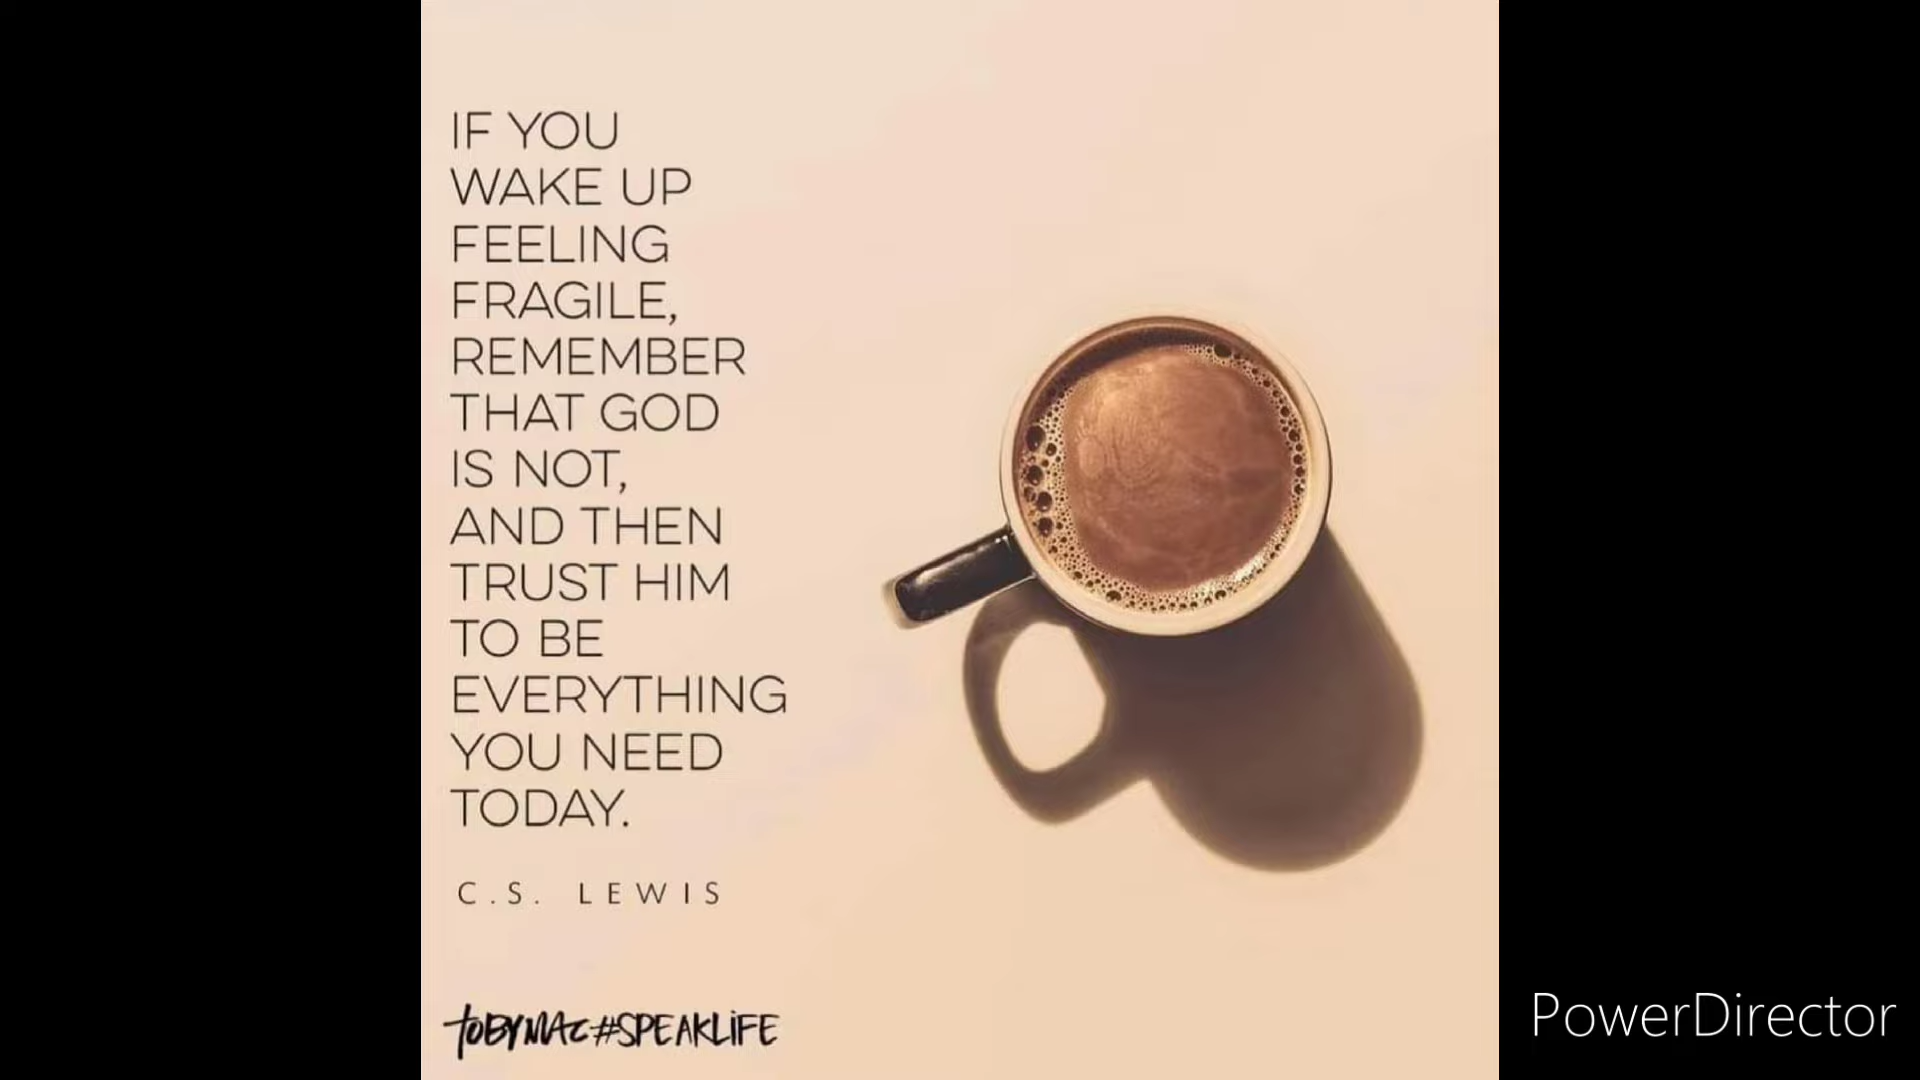 IF YOU
WAKE UP
FEELING
FRAGILE,
REMEMBER
THAT GOD
IS NOT,
AND THEN
TRUST HIM
TO BE
EVERYTHING
YOU NEED
TODAY.
C.S. LEWIS
TOBYMAC#SPEAKLIFE
PowerDirector